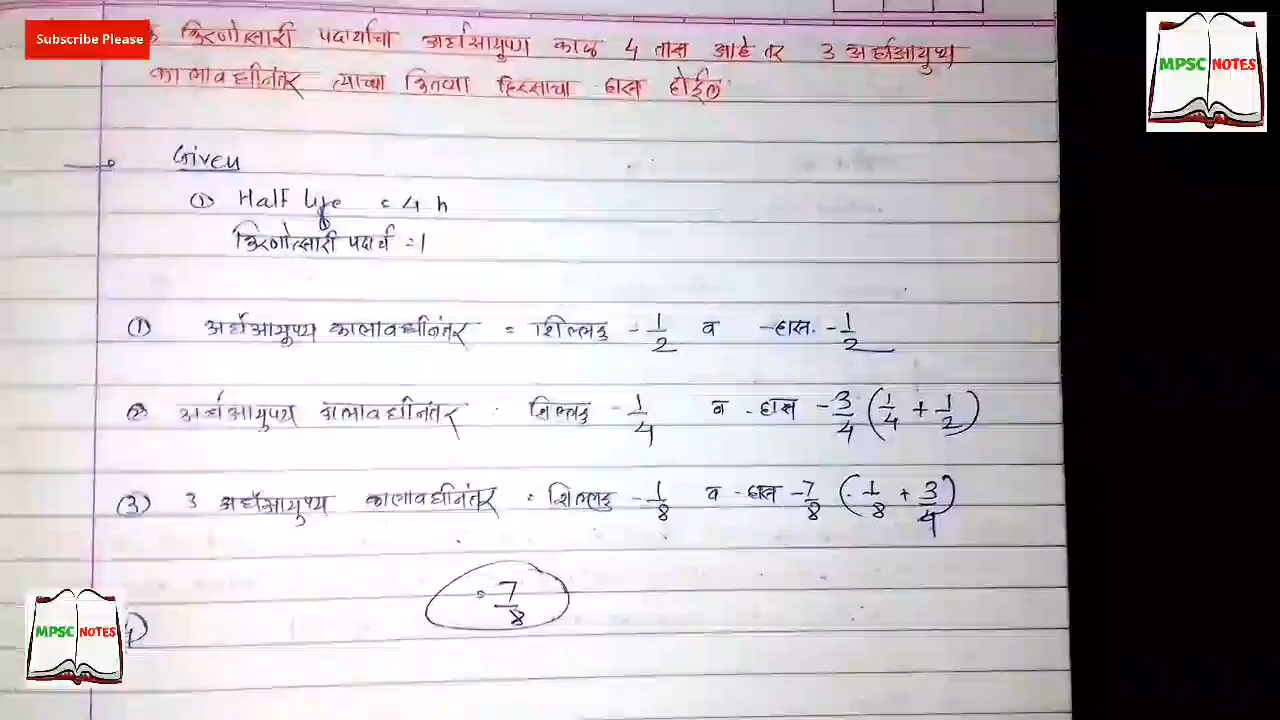 Subscribe Please
किरणोत्सारी पदार्थाचा अर्धआयुष्य काळ 4 तास आहे तर 3 अर्धआयुष्य
कालावधीनंतर त्याच्या कितव्या हिस्साचा ऱ्हास होईल
MPSC NOTES
Given
① Half life = 4 h
किरणोत्सारी पदार्थ = 1
① अर्धआयुष्य कालावधीनंतर = शिल्लक - 1/2 व ऱ्हास - 1/2
② अर्धआयुष्य कालावधीनंतर . शिल्लक - 1/4 व ऱ्हास - 3/4 (1/4 + 1/2)
③ 3 अर्धआयुष्य कालावधीनंतर = शिल्लक - 1/8 व ऱ्हास - 7/8 (1/8 + 3/4)
= 7/8
MPSC NOTES